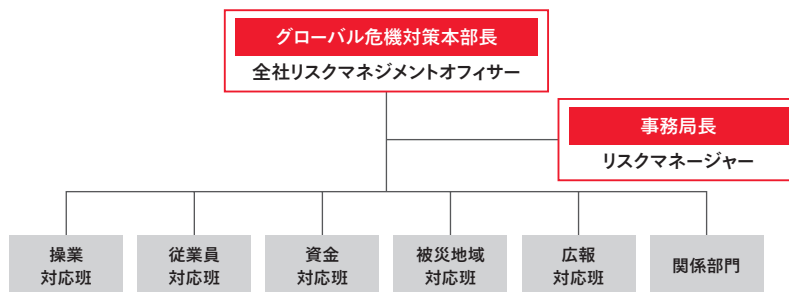 グローバル危機対策本部長
全社リスクマネジメントオフィサー
事務局長
リスクマネージャー
操業
対応班
従業員
対応班
資金
対応班
被災地域
対応班
広報
対応班
関係部門